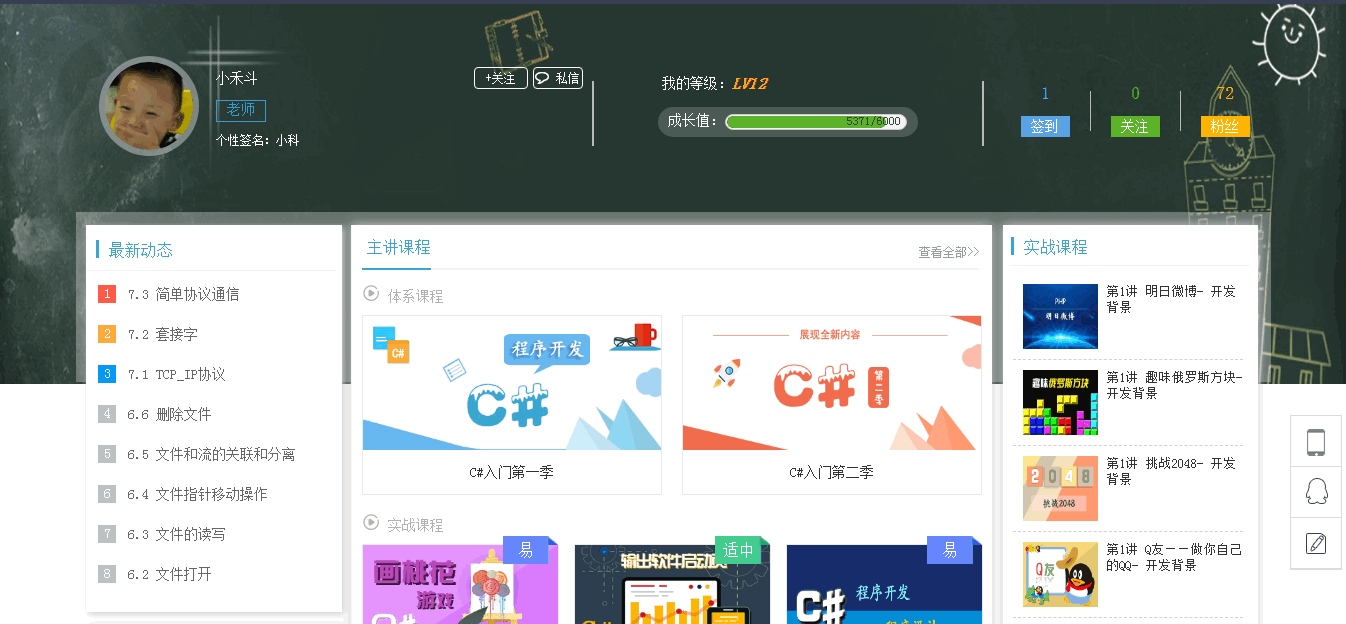 小禾斗
老师
个性签名：小科
+关注
私信
我的等级：LV12
成长值：5371/6000
1
签到
0
关注
72
粉丝
最新动态
1 7.3 简单协议通信
2 7.2 套接字
3 7.1 TCP_IP协议
4 6.6 删除文件
5 6.5 文件和流的关联和分离
6 6.4 文件指针移动操作
7 6.3 文件的读写
8 6.2 文件打开
主讲课程
查看全部>>
体系课程
C#
程序开发
C#
C#入门第一季
展现全新内容
C#
第二季
C#入门第二季
实战课程
易
画桃花
游戏
C#
适中
输出软件启动次
易
程序开发
C#
程序设计
实战课程
PHP
明日微博
第1讲 明日微博- 开发
背景
趣味俄罗斯方块
第1讲 趣味俄罗斯方块-
开发背景
2048
挑战2048
第1讲 挑战2048- 开发
背景
Q友
第1讲 Q友——做你自己
的QQ- 开发背景